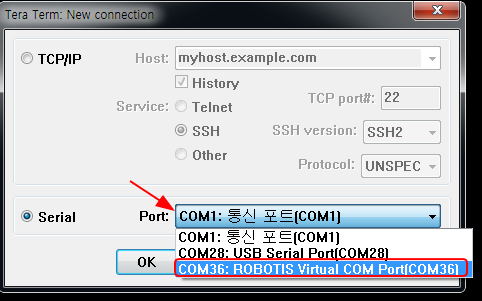 Tera Term: New connection
TCP/IP
Host: myhost.example.com
History
Service: Telnet
TCP port#: 22
SSH
SSH version: SSH2
Other
Protocol: UNSPEC
Serial
Port: COM1: 통신 포트(COM1)
COM1: 통신 포트(COM1)
COM28: USB Serial Port(COM28)
COM36: ROBOTIS Virtual COM Port(COM36)
OK